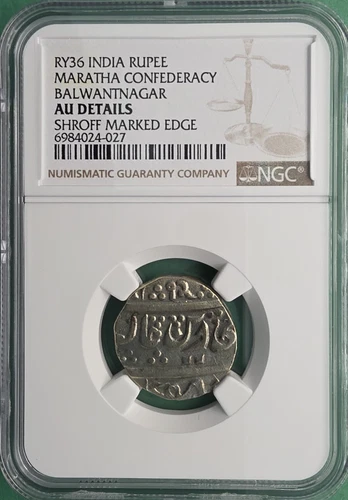 RY36 INDIA RUPEE
MARATHA CONFEDERACY
BALWANTNAGAR
AU DETAILS
SHROFF MARKED EDGE
6984024-027
NUMISMATIC GUARANTY COMPANY
NGC®